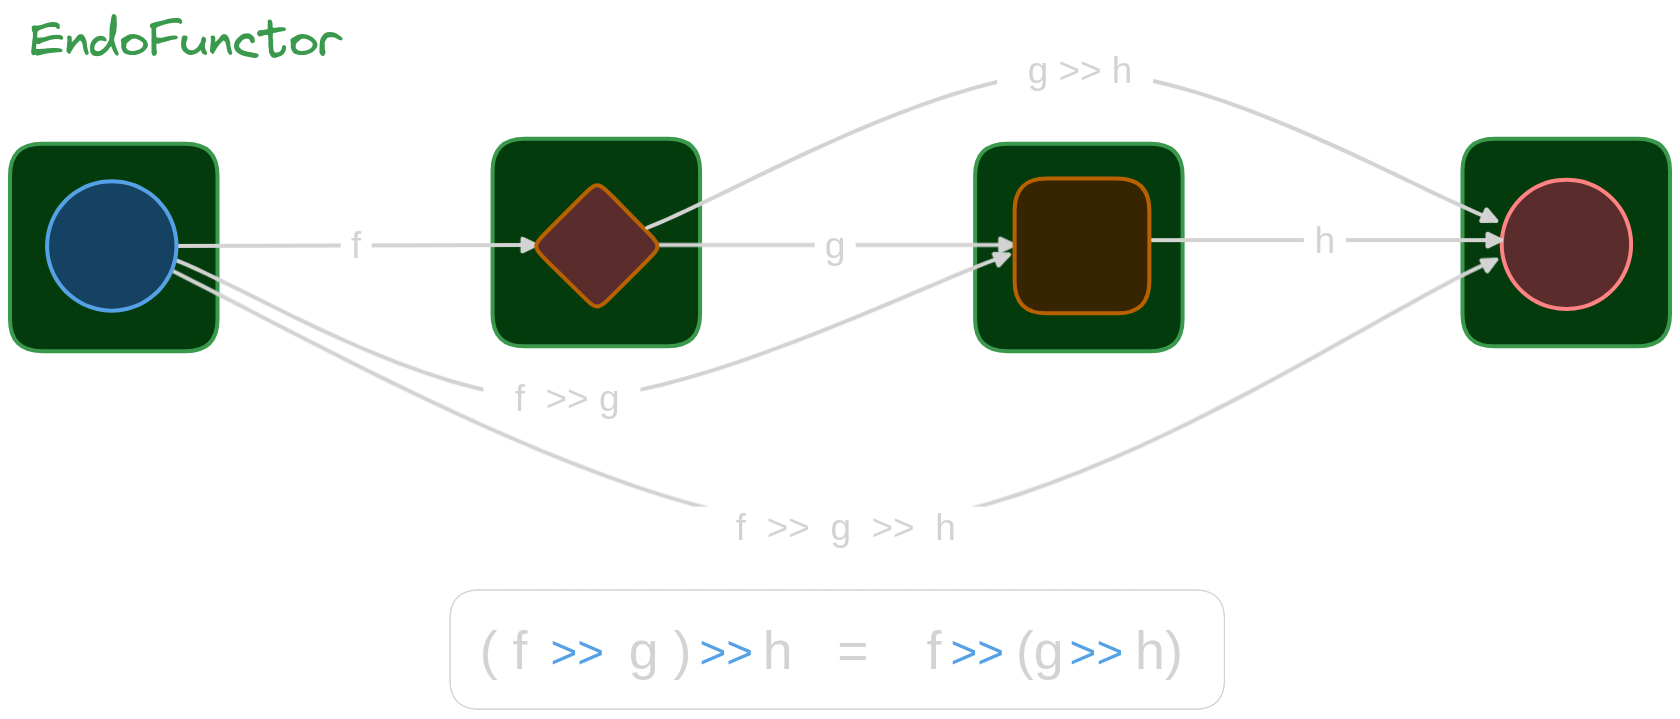 EndoFunctor
g >> h
f
g
h
f >> g
f >> g >> h
( f >> g ) >> h = f >> (g >> h)